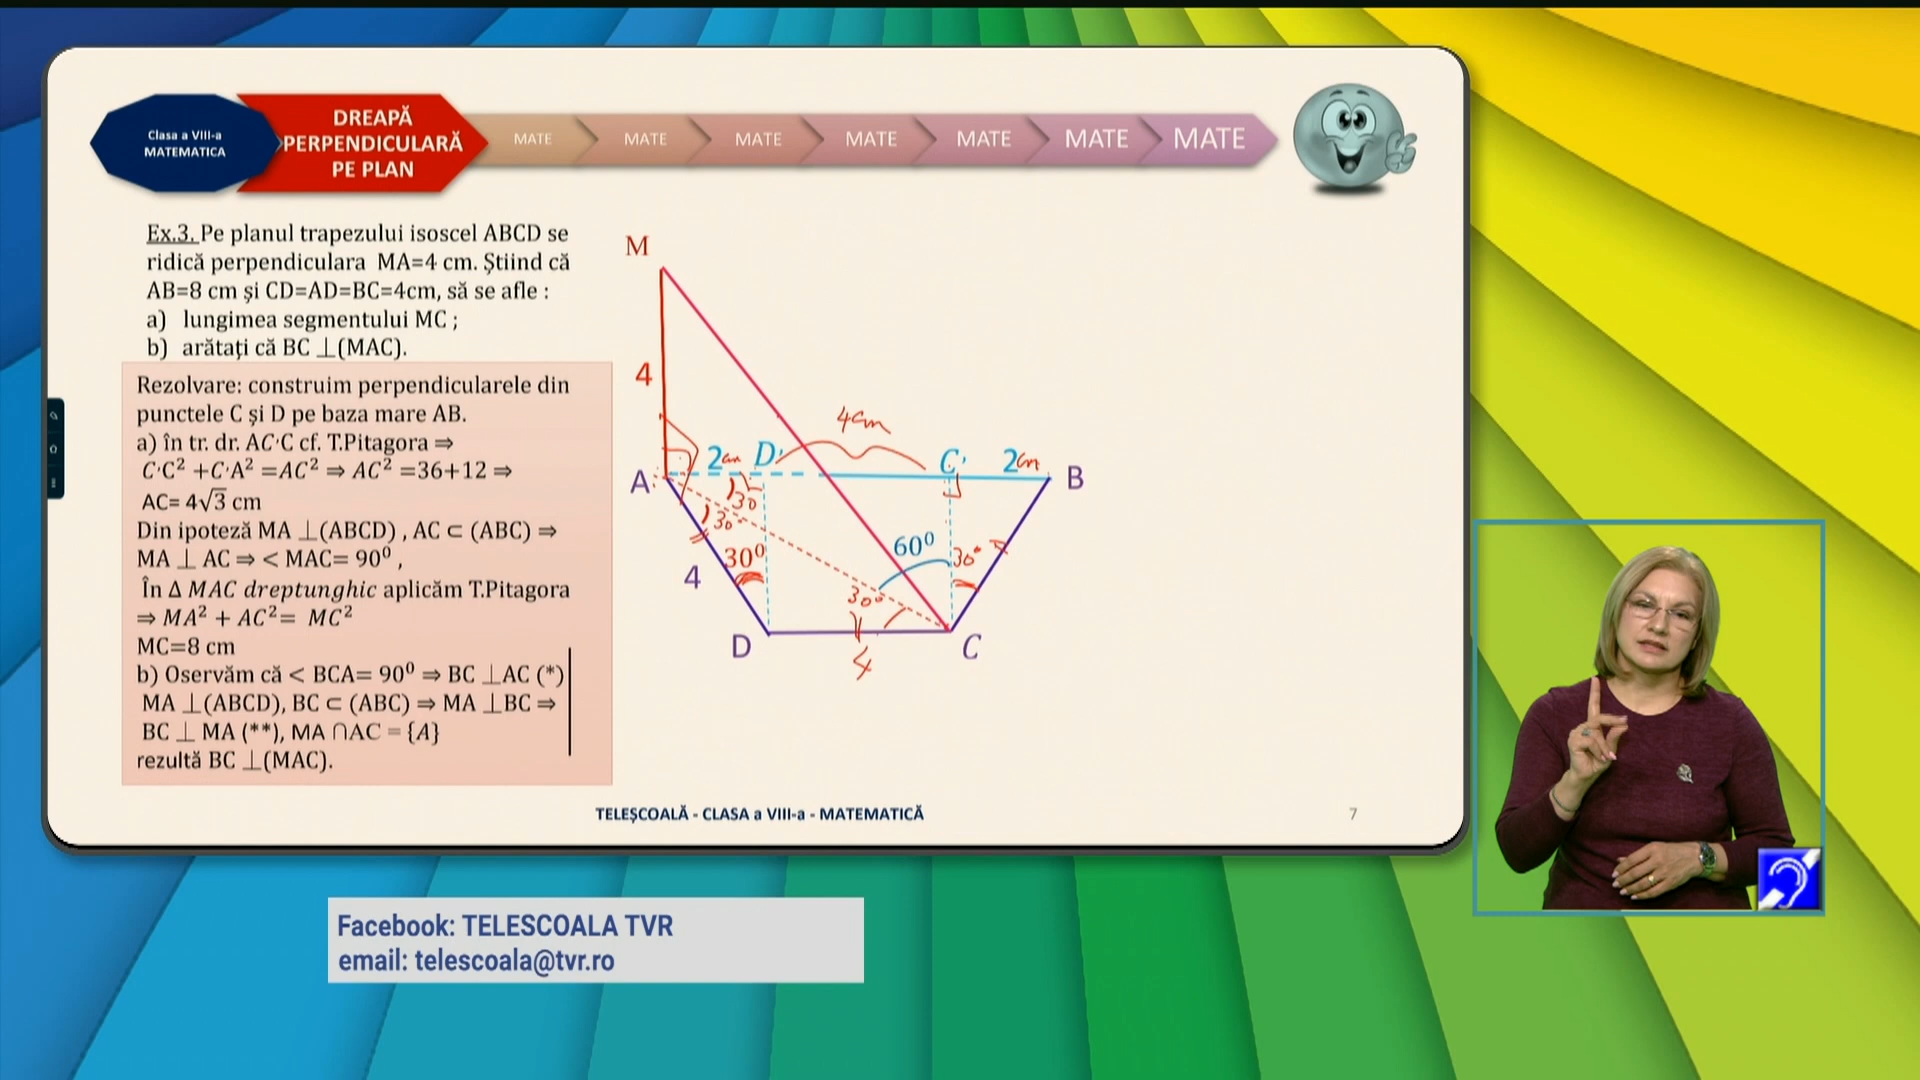 Clasa a VIII-a
MATEMATICA
DREAPĂ
PERPENDICULARĂ
PE PLAN
MATE
MATE
MATE
MATE
MATE
MATE
MATE
Ex.3. Pe planul trapezului isoscel ABCD se
ridică perpendiculara MA=4 cm. Știind că
AB=8 cm și CD=AD=BC=4cm, să se afle :
a) lungimea segmentului MC ;
b) arătați că BC ⊥(MAC).
Rezolvare: construim perpendicularele din
punctele C și D pe baza mare AB.
a) în tr. dr. AC'C cf. T.Pitagora ⇒
C'C² +C'A² =AC² ⇒ AC² =36+12 ⇒
AC= 4√3 cm
Din ipoteză MA ⊥(ABCD) , AC ⊂ (ABC) ⇒
MA ⊥ AC ⇒ < MAC= 90⁰ ,
În Δ MAC dreptunghic aplicăm T.Pitagora
⇒ MA² + AC² = MC²
MC=8 cm
b) Oservăm că < BCA= 90⁰ ⇒ BC ⊥AC (*)
MA ⊥(ABCD), BC ⊂ (ABC) ⇒ MA ⊥BC ⇒
BC ⊥ MA (**), MA ∩AC = {A}
rezultă BC ⊥(MAC).
M
4
4cm
A
2cm
D'
C'
2cm
B
30
30°
30⁰
60⁰
30°
4
30°
D
C
4
TELEȘCOALĂ - CLASA a VIII-a - MATEMATICĂ
7
Facebook: TELESCOALA TVR
email: telescoala@tvr.ro